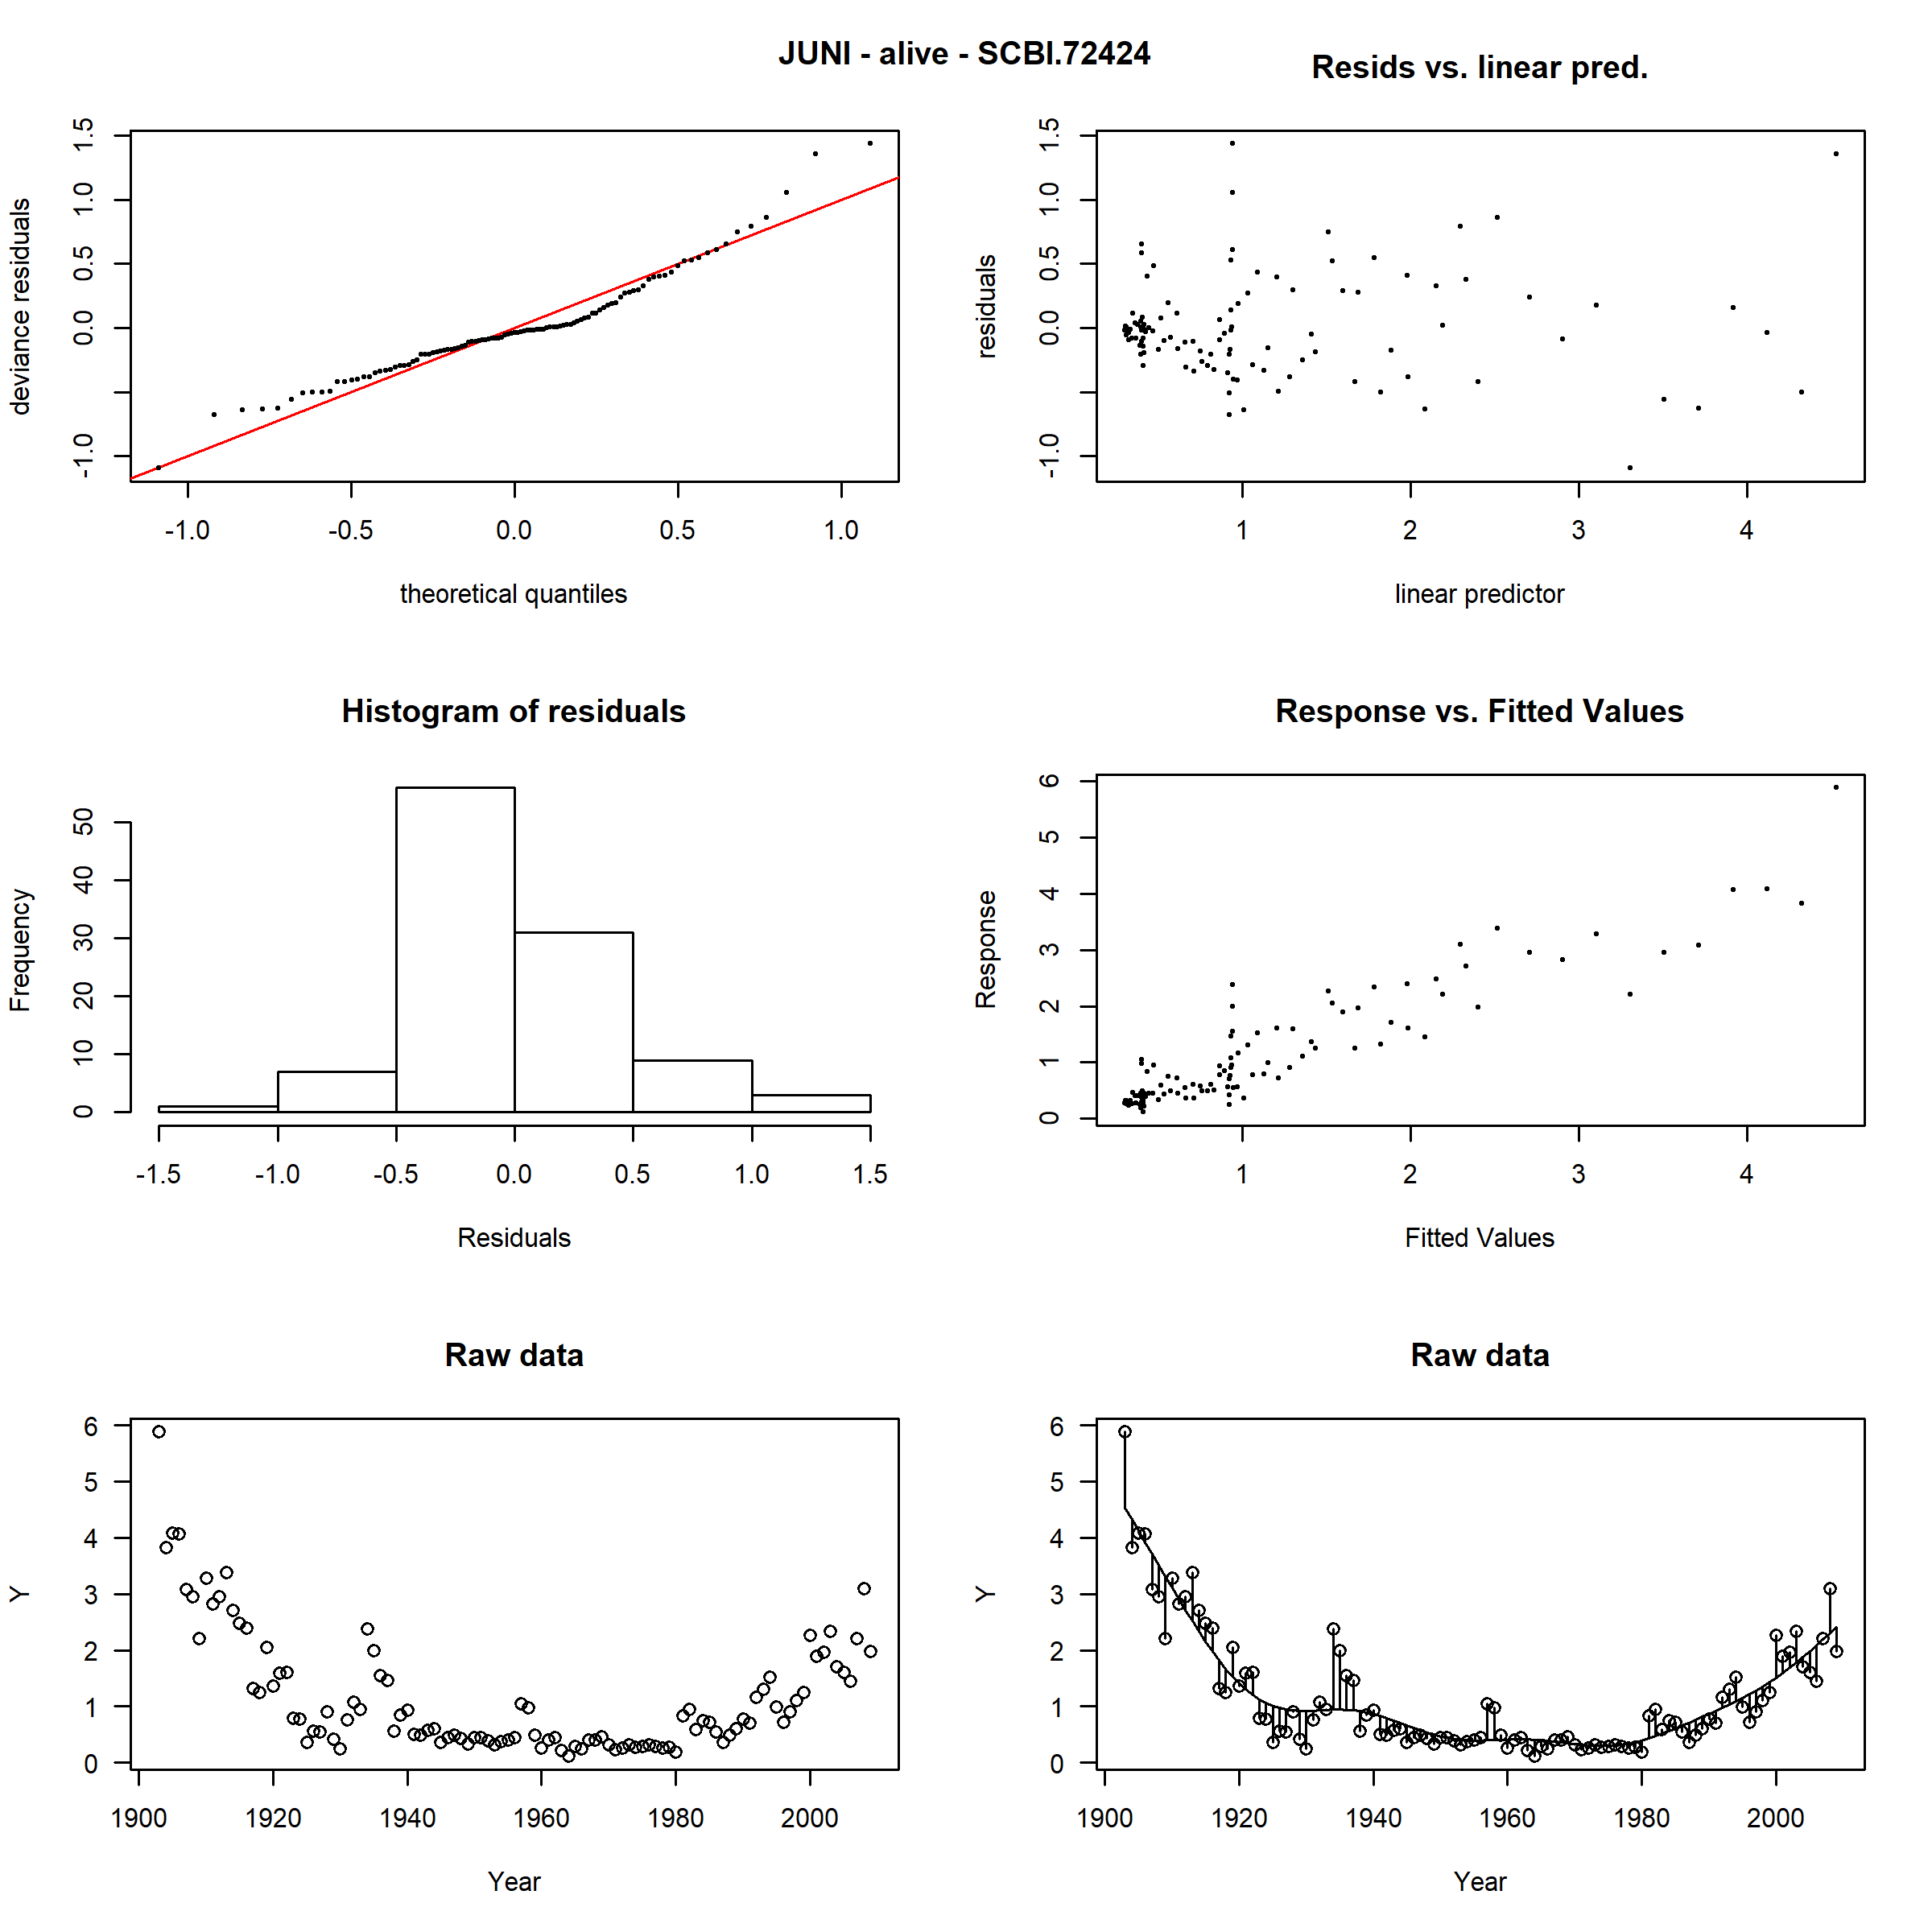 JUNI - alive - SCBI.72424
Resids vs. linear pred.
deviance residuals
-1.0 0.0 0.5 1.0 1.5
-1.0 -0.5 0.0 0.5 1.0
theoretical quantiles
residuals
-1.0 0.0 0.5 1.0 1.5
1 2 3 4
linear predictor
Histogram of residuals
Response vs. Fitted Values
Frequency
0 10 20 30 40 50
-1.5 -1.0 -0.5 0.0 0.5 1.0 1.5
Residuals
Response
0 1 2 3 4 5 6
1 2 3 4
Fitted Values
Raw data
Raw data
Y
0 1 2 3 4 5 6
1900 1920 1940 1960 1980 2000
Year
Y
0 1 2 3 4 5 6
1900 1920 1940 1960 1980 2000
Year